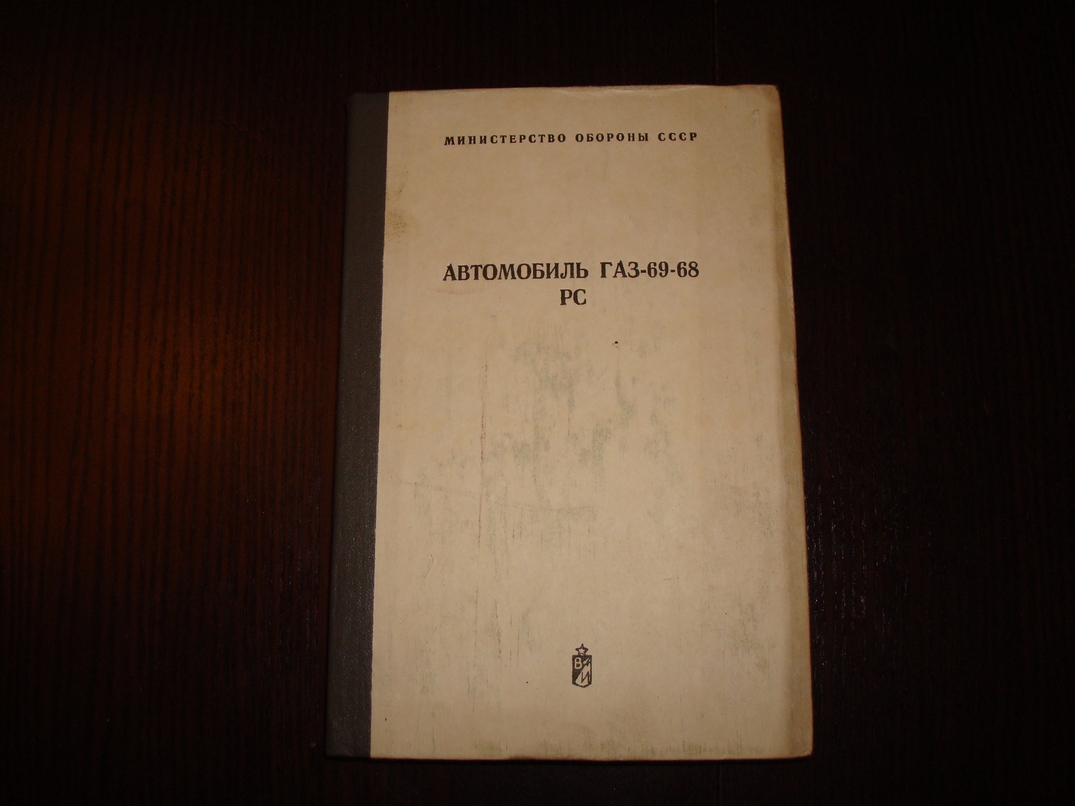 МИНИСТЕРСТВО ОБОРОНЫ СССР
АВТОМОБИЛЬ ГАЗ-69-68
РС
В
И